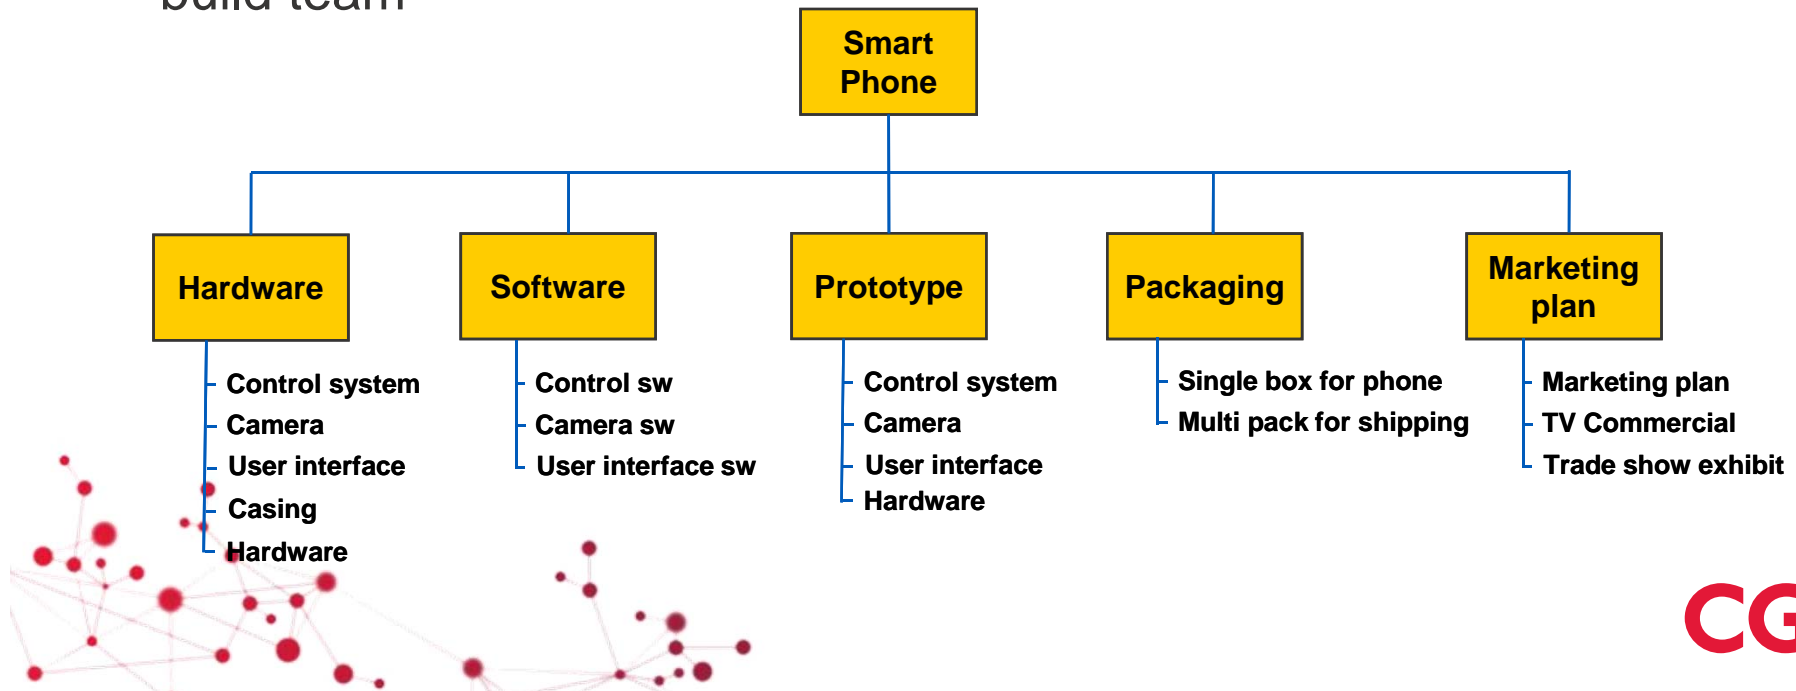 build team
Smart
Phone
Hardware
Software
Prototype
Packaging
Marketing
plan
Control system
Camera
User interface
Casing
Hardware
Control sw
Camera sw
User interface sw
Control system
Camera
User interface
Hardware
Single box for phone
Multi pack for shipping
Marketing plan
TV Commercial
Trade show exhibit
CG